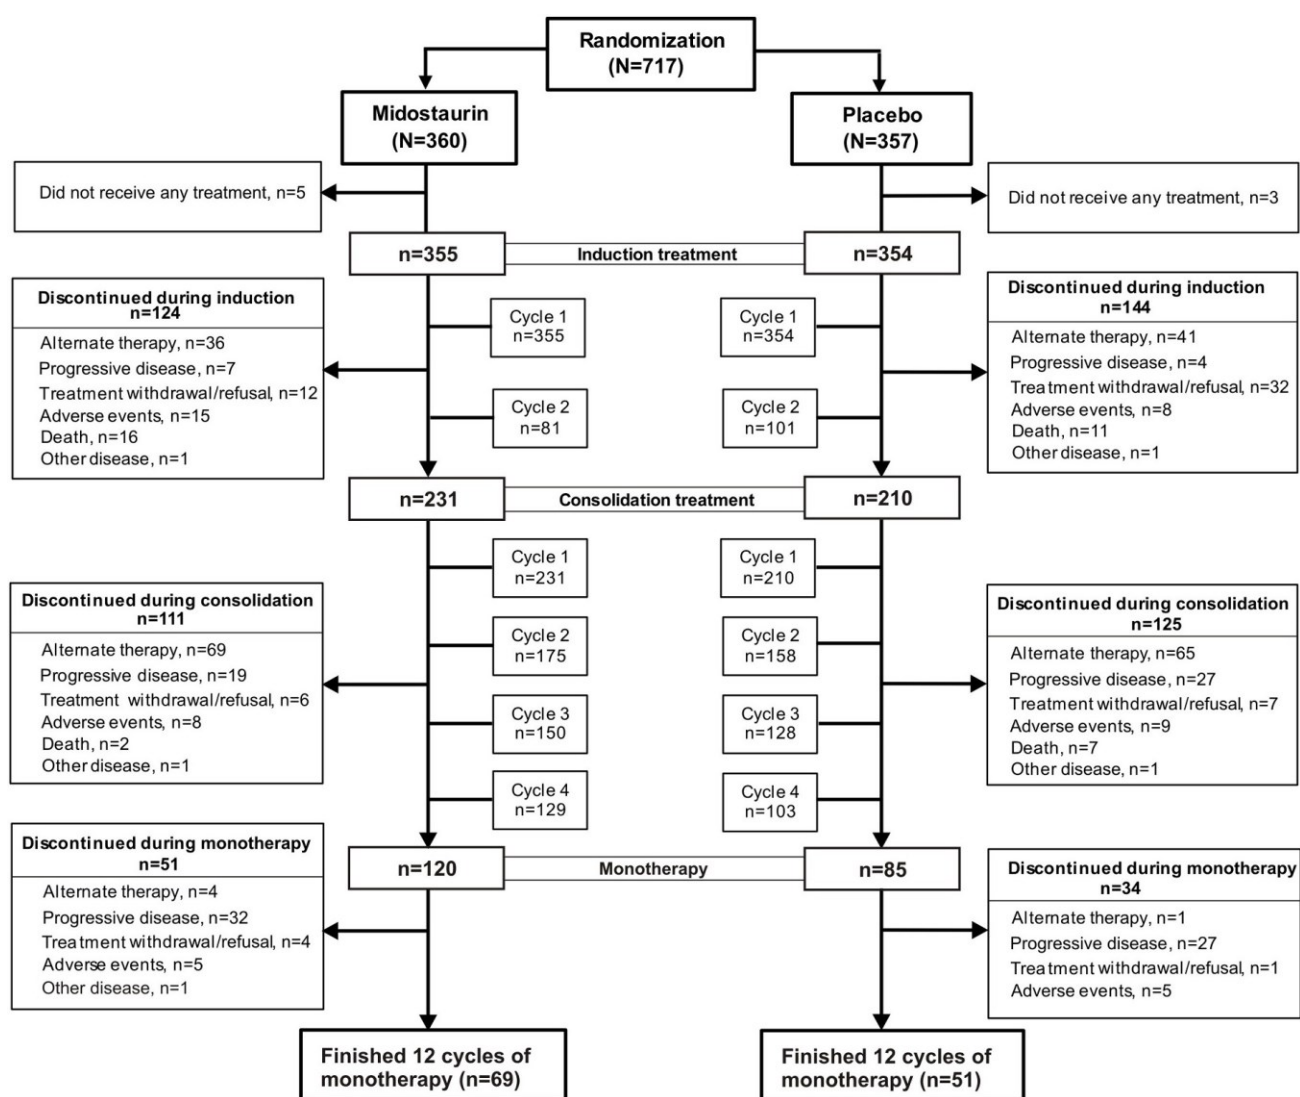 Randomization
(N=717)
Midostaurin
(N=360)
Placebo
(N=357)
Did not receive any treatment, n=5
Did not receive any treatment, n=3
n=355
Induction treatment
n=354
Discontinued during induction
n=124
Alternate therapy, n=36
Progressive disease, n=7
Treatment withdrawal/refusal, n=12
Adverse events, n=15
Death, n=16
Other disease, n=1
Cycle 1
n=355
Cycle 2
n=81
Cycle 1
n=354
Cycle 2
n=101
Discontinued during induction
n=144
Alternate therapy, n=41
Progressive disease, n=4
Treatment withdrawal/refusal, n=32
Adverse events, n=8
Death, n=11
Other disease, n=1
n=231
Consolidation treatment
n=210
Discontinued during consolidation
n=111
Alternate therapy, n=69
Progressive disease, n=19
Treatment withdrawal/refusal, n=6
Adverse events, n=8
Death, n=2
Other disease, n=1
Cycle 1
n=231
Cycle 2
n=175
Cycle 3
n=150
Cycle 4
n=129
Cycle 1
n=210
Cycle 2
n=158
Cycle 3
n=128
Cycle 4
n=103
Discontinued during consolidation
n=125
Alternate therapy, n=65
Progressive disease, n=27
Treatment withdrawal/refusal, n=7
Adverse events, n=9
Death, n=7
Other disease, n=1
n=120
Monotherapy
n=85
Discontinued during monotherapy
n=51
Alternate therapy, n=4
Progressive disease, n=32
Treatment withdrawal/refusal, n=4
Adverse events, n=5
Other disease, n=1
Discontinued during monotherapy
n=34
Alternate therapy, n=1
Progressive disease, n=27
Treatment withdrawal/refusal, n=1
Adverse events, n=5
Finished 12 cycles of
monotherapy (n=69)
Finished 12 cycles of
monotherapy (n=51)